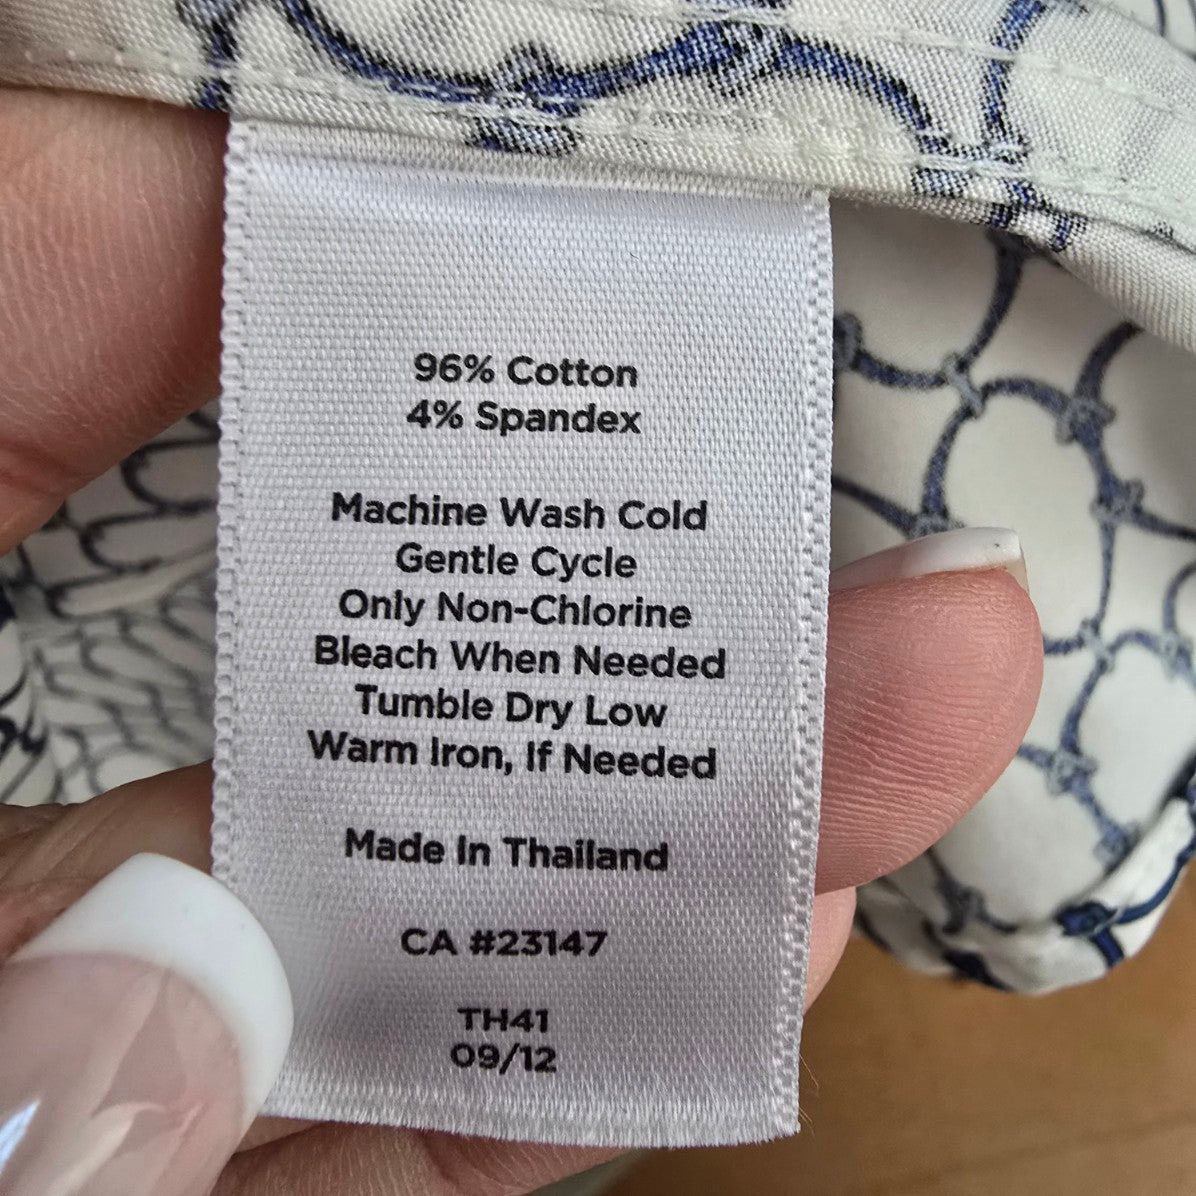 96% Cotton
4% Spandex
Machine Wash Cold
Gentle Cycle
Only Non-Chlorine
Bleach When Needed
Tumble Dry Low
Warm Iron, If Needed
Made In Thailand
CA #23147
TH41
09/12